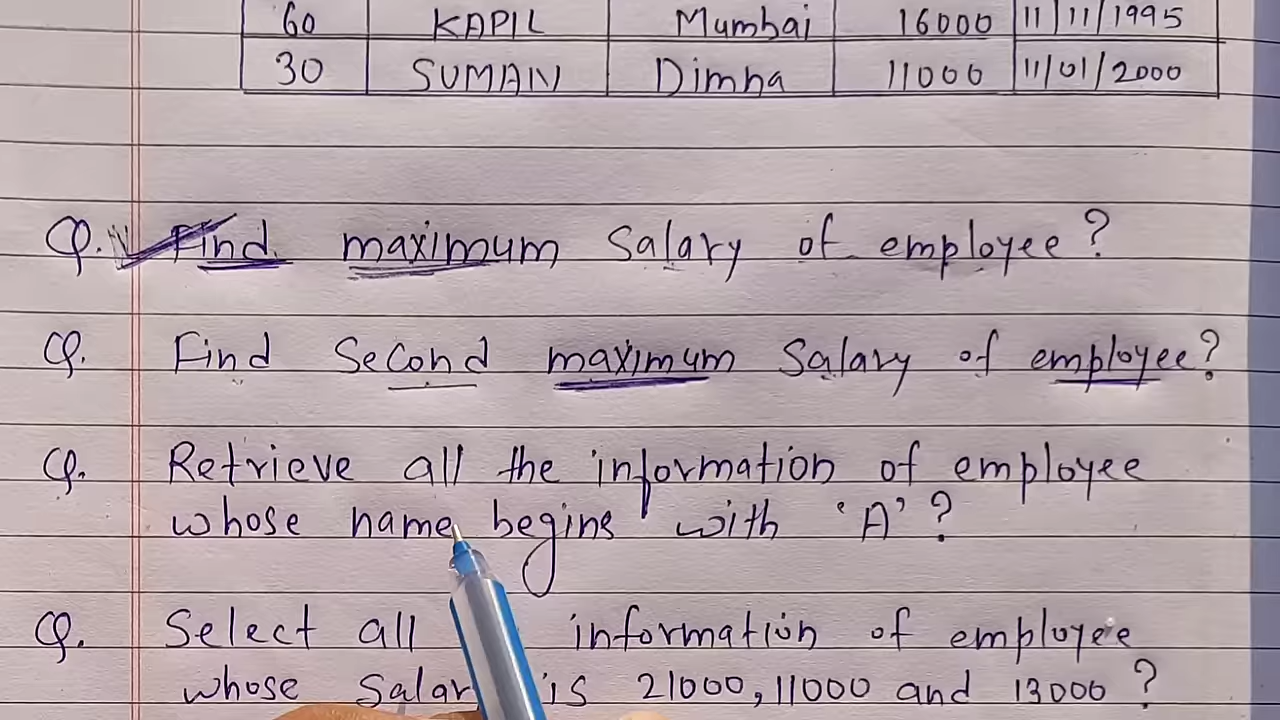 60 KAPIL Mumbai 16000 11/11/1995
30 SUMAN Dimha 11000 11/01/2000
Q. Find maximum Salary of employee?
Q. Find Second maximum Salary of employee?
Q. Retrieve all the information of employee
whose name begins with 'A'?
Q. Select all information of employee
whose Salary is 21000, 11000 and 13000?